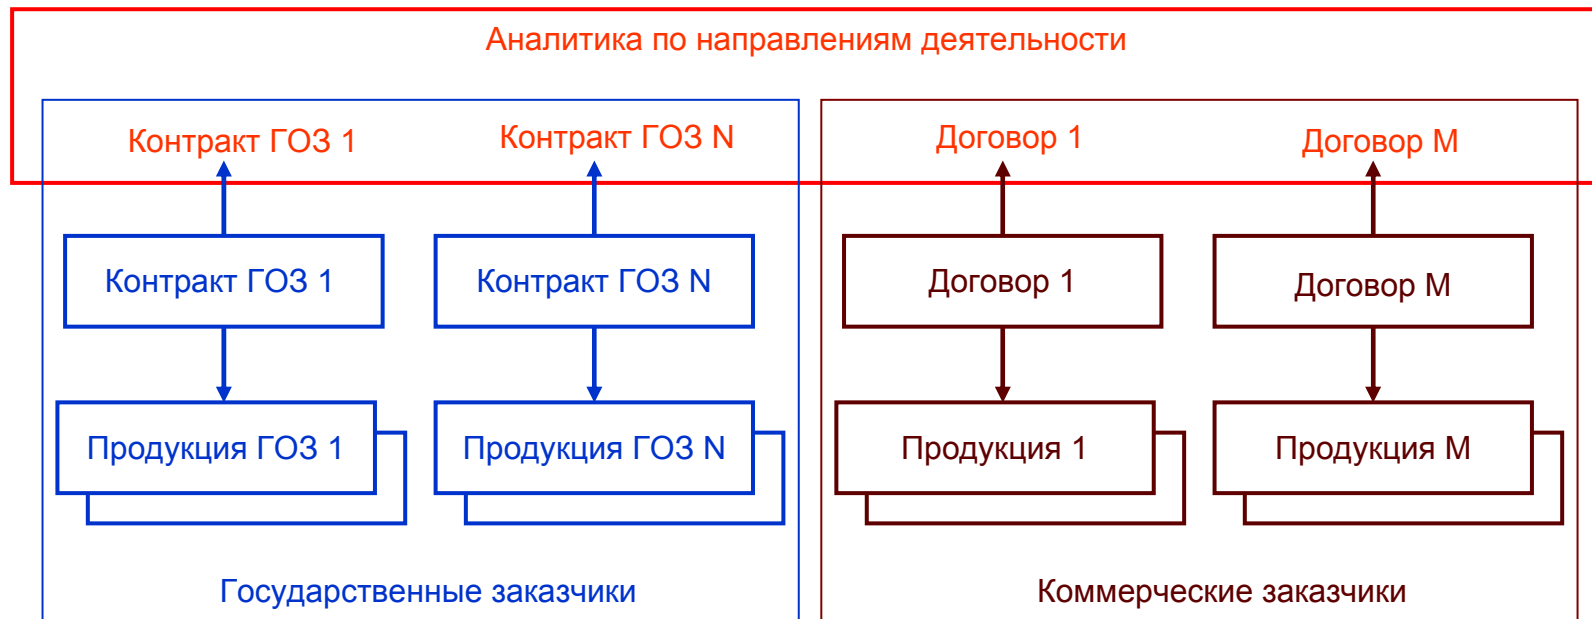 Аналитика по направлениям деятельности
Контракт ГОЗ 1
Контракт ГОЗ N
Договор 1
Договор М
Контракт ГОЗ 1
Контракт ГОЗ N
Договор 1
Договор М
Продукция ГОЗ 1
Продукция ГОЗ N
Продукция 1
Продукция М
Государственные заказчики
Коммерческие заказчики